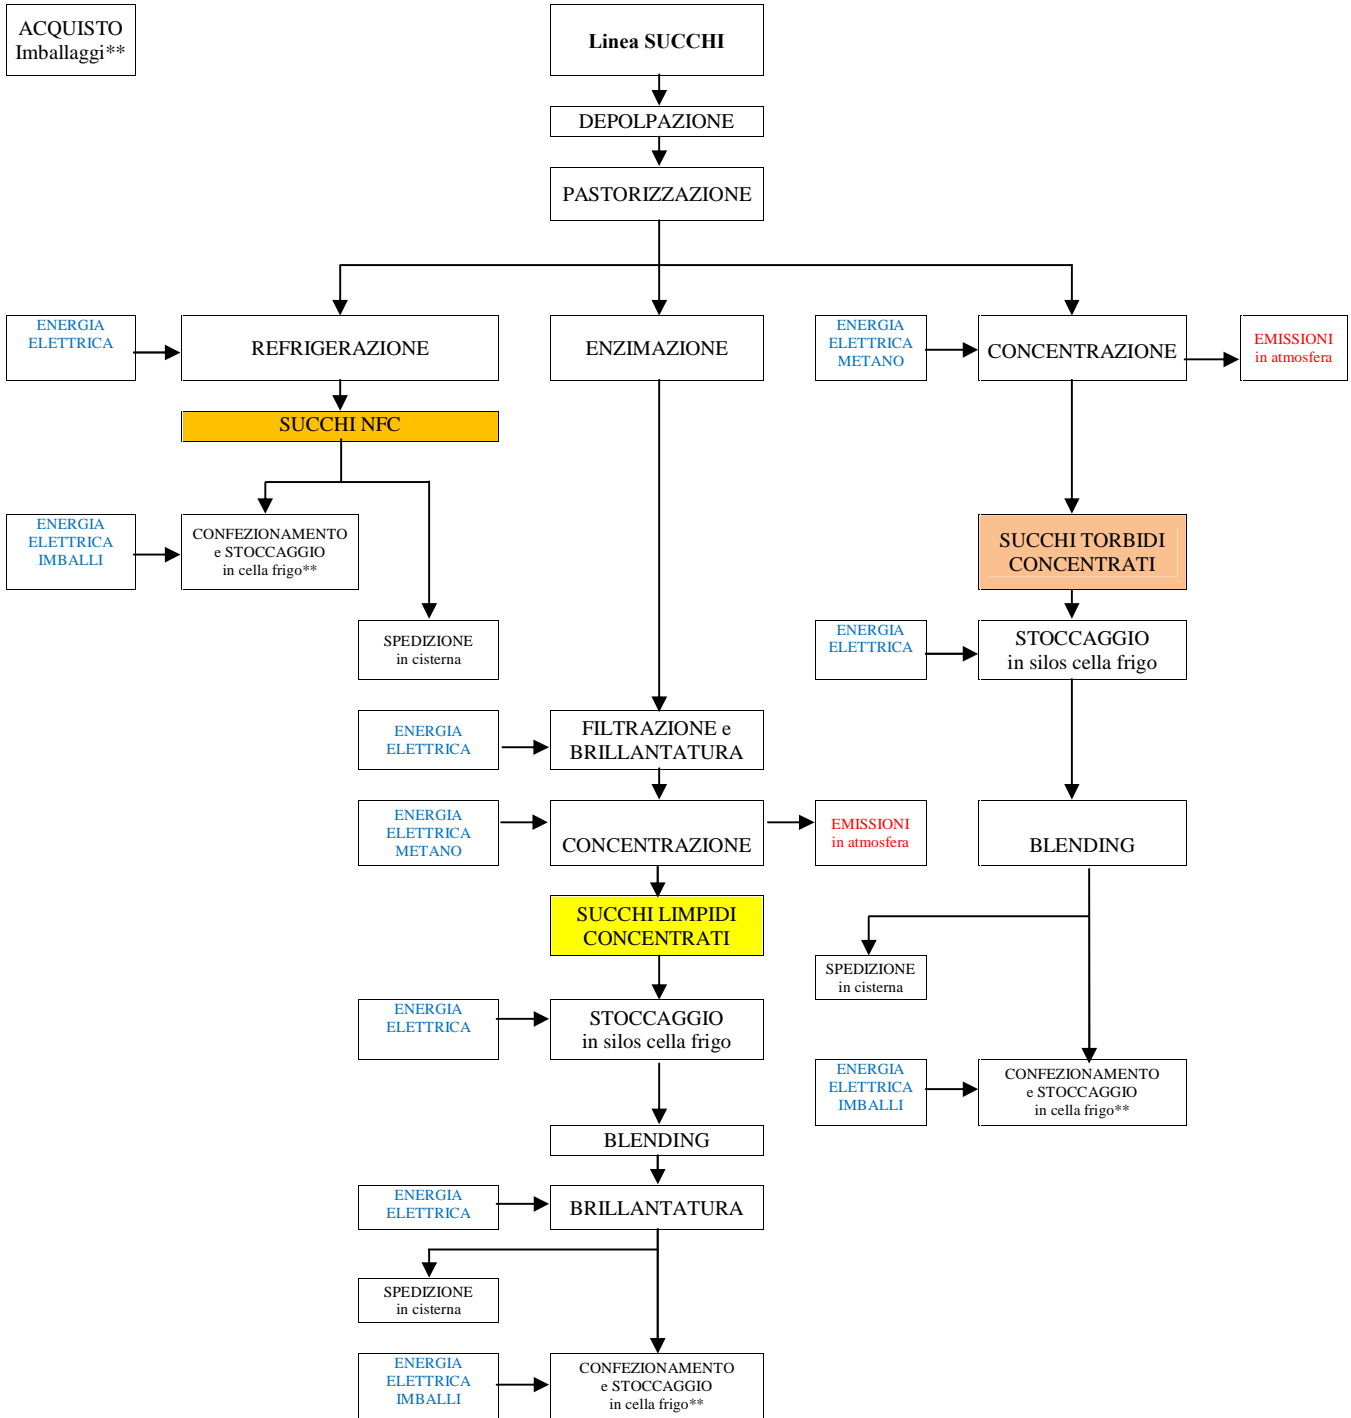 ACQUISTO
Imballaggi**
Linea SUCCHI
DEPOLPAZIONE
PASTORIZZAZIONE
ENERGIA
ELETTRICA
REFRIGERAZIONE
ENZIMAZIONE
ENERGIA
ELETTRICA
METANO
CONCENTRAZIONE
EMISSIONI
in atmosfera
SUCCHI NFC
ENERGIA
ELETTRICA
IMBALLI
CONFEZIONAMENTO
e STOCCAGGIO
in cella frigo**
SUCCHI TORBIDI
CONCENTRATI
SPEDIZIONE
in cisterna
ENERGIA
ELETTRICA
STOCCAGGIO
in silos cella frigo
ENERGIA
ELETTRICA
FILTRAZIONE e
BRILLANTATURA
ENERGIA
ELETTRICA
METANO
CONCENTRAZIONE
EMISSIONI
in atmosfera
BLENDING
SUCCHI LIMPIDI
CONCENTRATI
SPEDIZIONE
in cisterna
ENERGIA
ELETTRICA
STOCCAGGIO
in silos cella frigo
ENERGIA
ELETTRICA
IMBALLI
CONFEZIONAMENTO
e STOCCAGGIO
in cella frigo**
BLENDING
ENERGIA
ELETTRICA
BRILLANTATURA
SPEDIZIONE
in cisterna
ENERGIA
ELETTRICA
IMBALLI
CONFEZIONAMENTO
e STOCCAGGIO
in cella frigo**